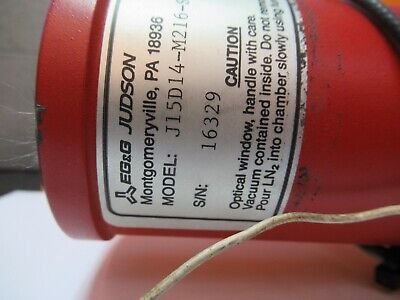 EG&G JUDSON
Montgomeryville, PA 18936
MODEL: J15D14-M216-
S/N: 16329
CAUTION
Optical window, handle with care.
Vacuum contained inside. Do not
Pour LN₂ into chamber slowly using